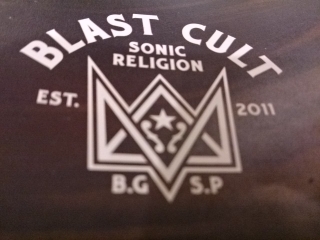 BLAST CULT
SONIC
RELIGION
EST. 2011
B.G S.P